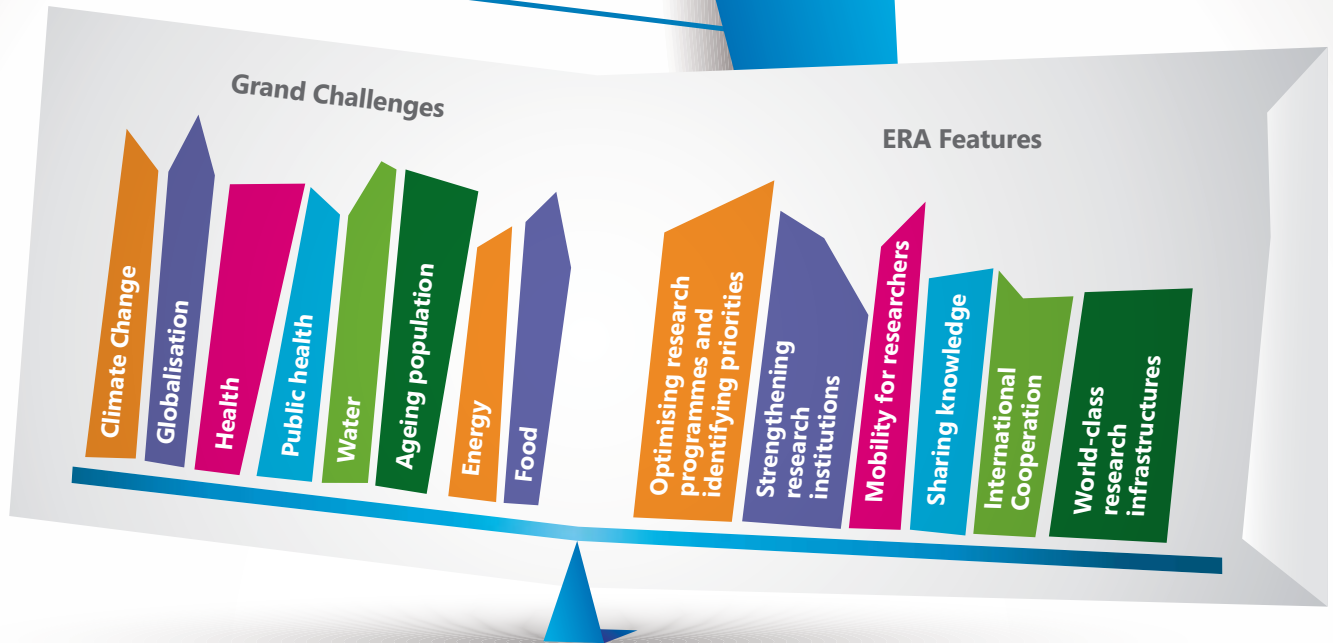 Grand Challenges
Climate Change
Globalisation
Health
Public health
Water
Ageing population
Energy
Food
ERA Features
Optimising research
programmes and
identifying priorities
Strengthening
research
institutions
Mobility for researchers
Sharing knowledge
International
Cooperation
World-class
research
infrastructures